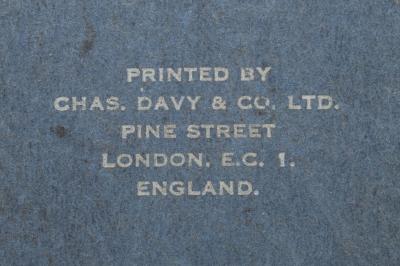 PRINTED BY
CHAS. DAVY & CO. LTD.
PINE STREET
LONDON, E.C. 1.
ENGLAND.